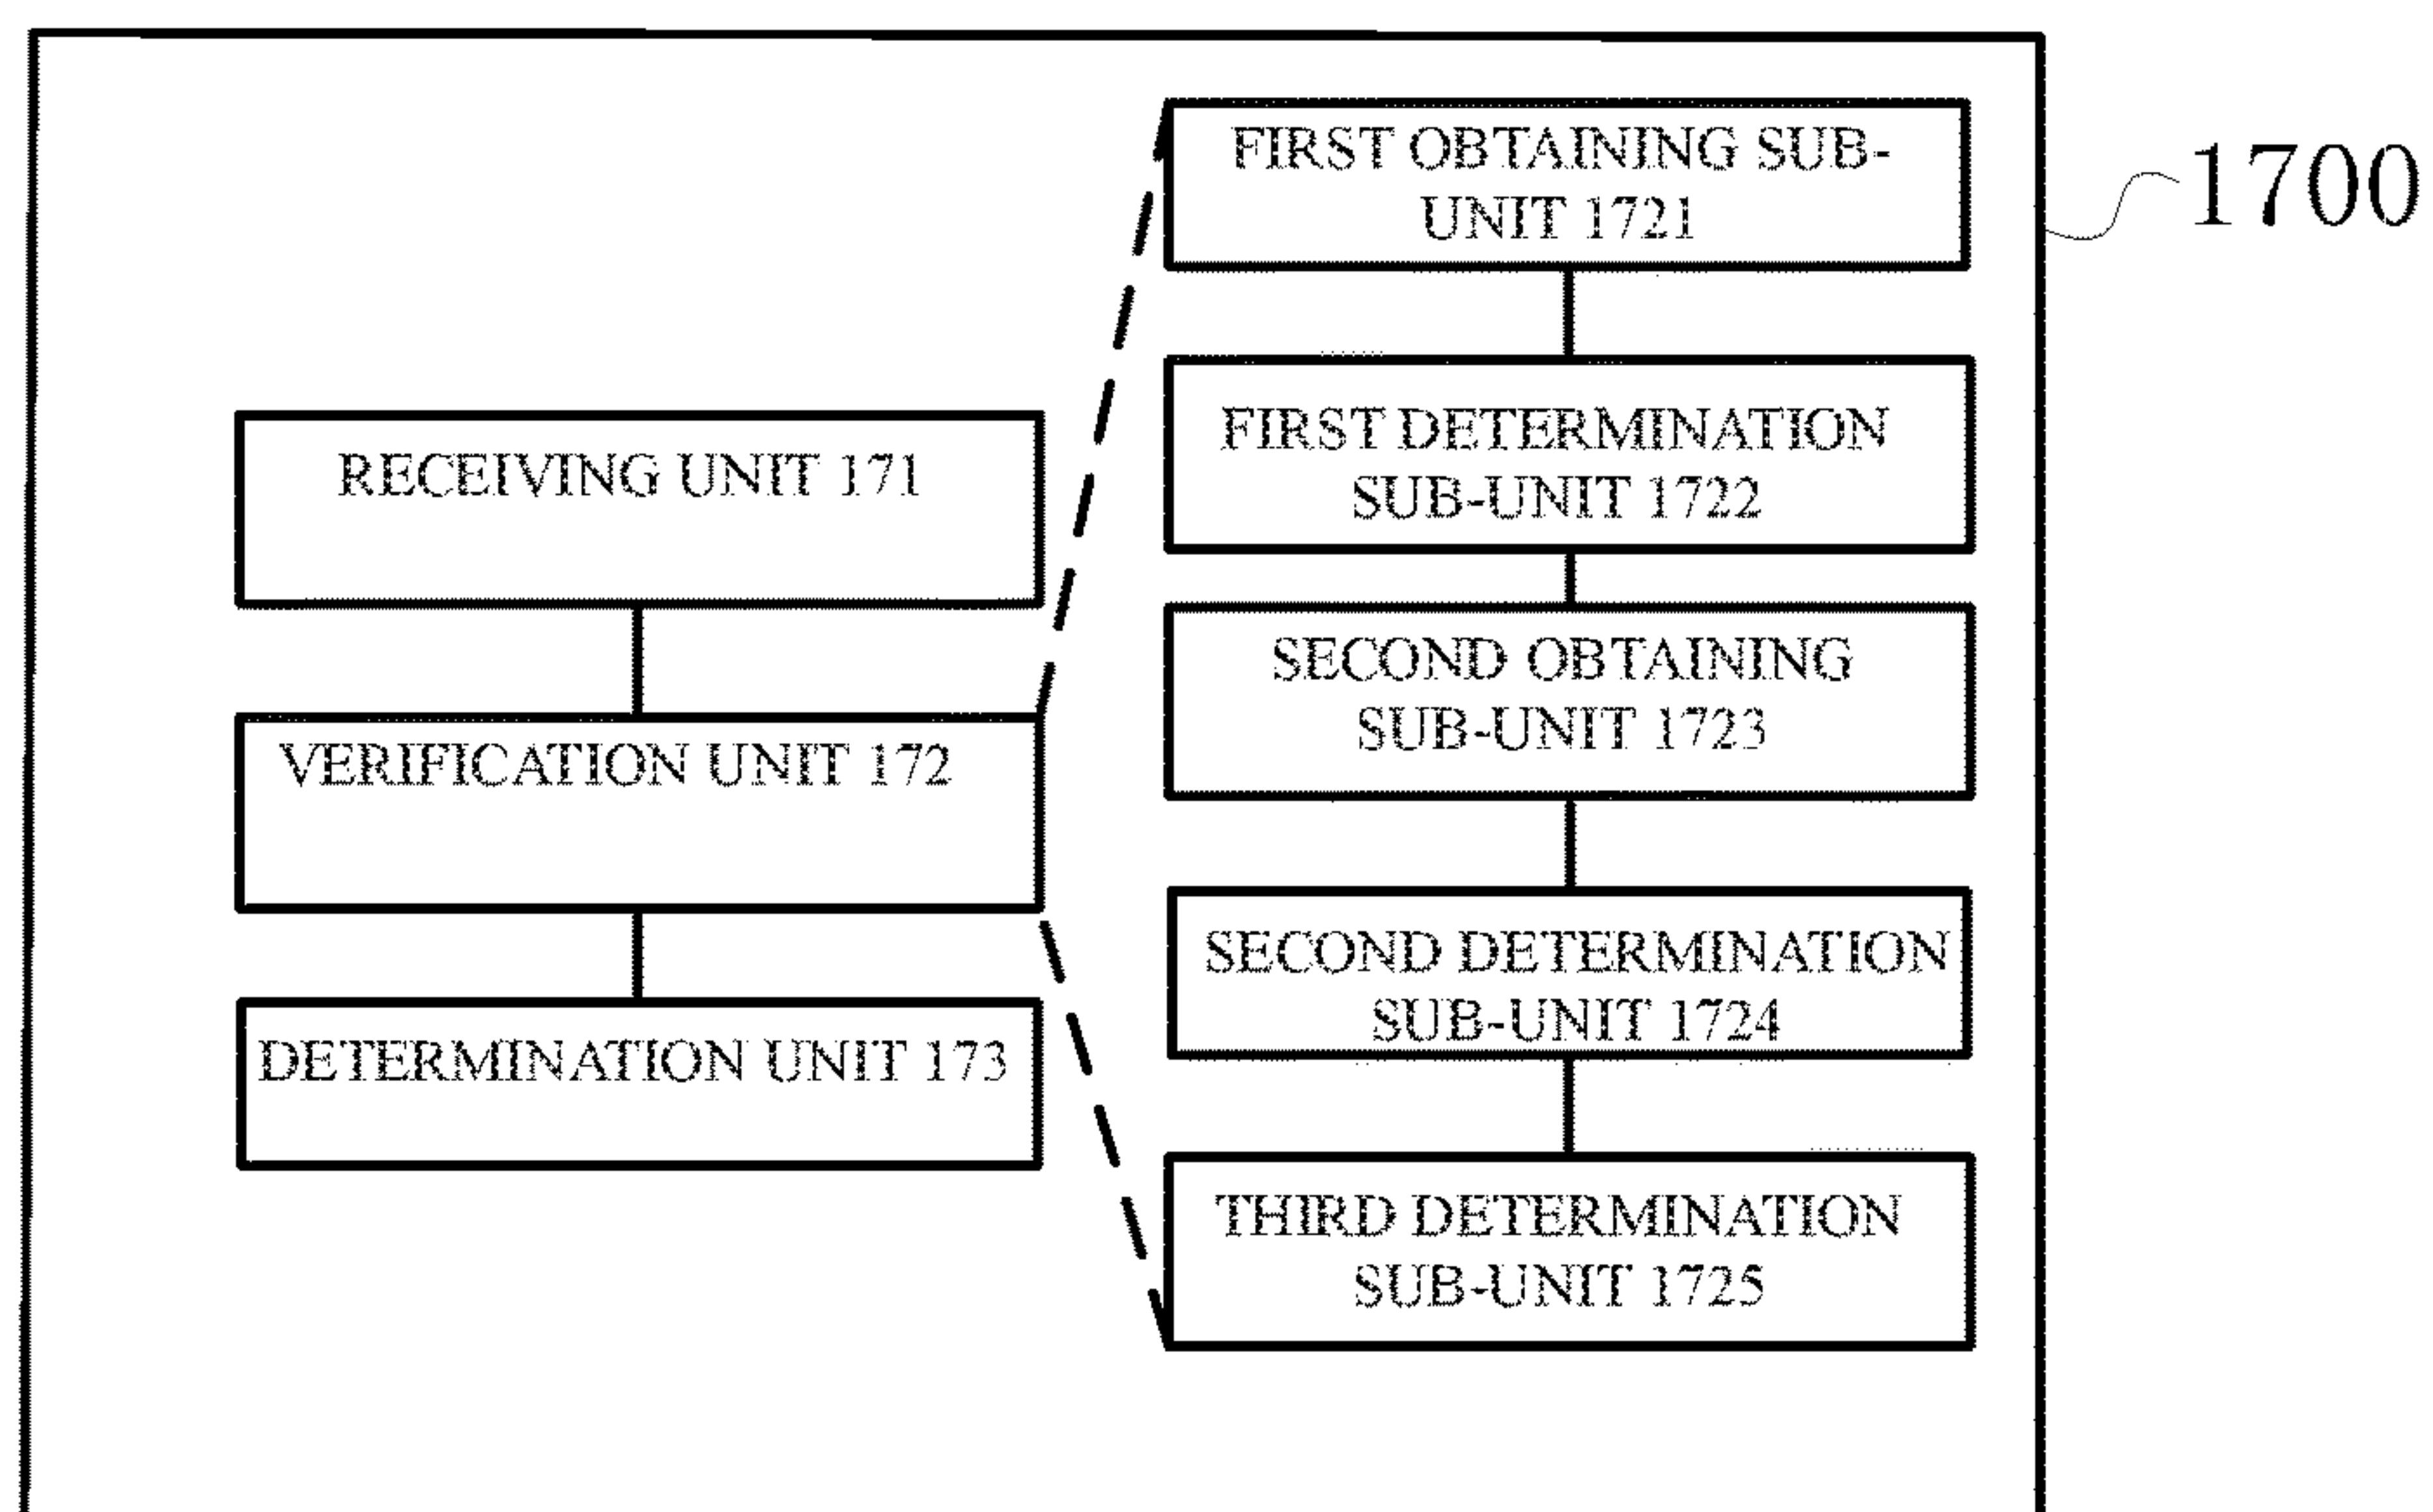 FIRST OBTAINING SUB-
UNIT 1721
1700
FIRST DETERMINATION
SUB-UNIT 1722
RECEIVING UNIT 171
SECOND OBTAINING
SUB-UNIT 1723
VERIFICATION UNIT 172
SECOND DETERMINATION
SUB-UNIT 1724
DETERMINATION UNIT 173
THIRD DETERMINATION
SUB-UNIT 1725